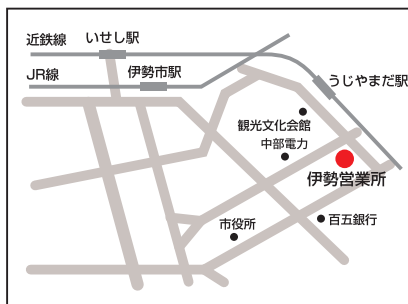 近鉄線
いせし駅
JR線
伊勢市駅
うじやまだ駅
観光文化会館
中部電力
伊勢営業所
市役所
百五銀行